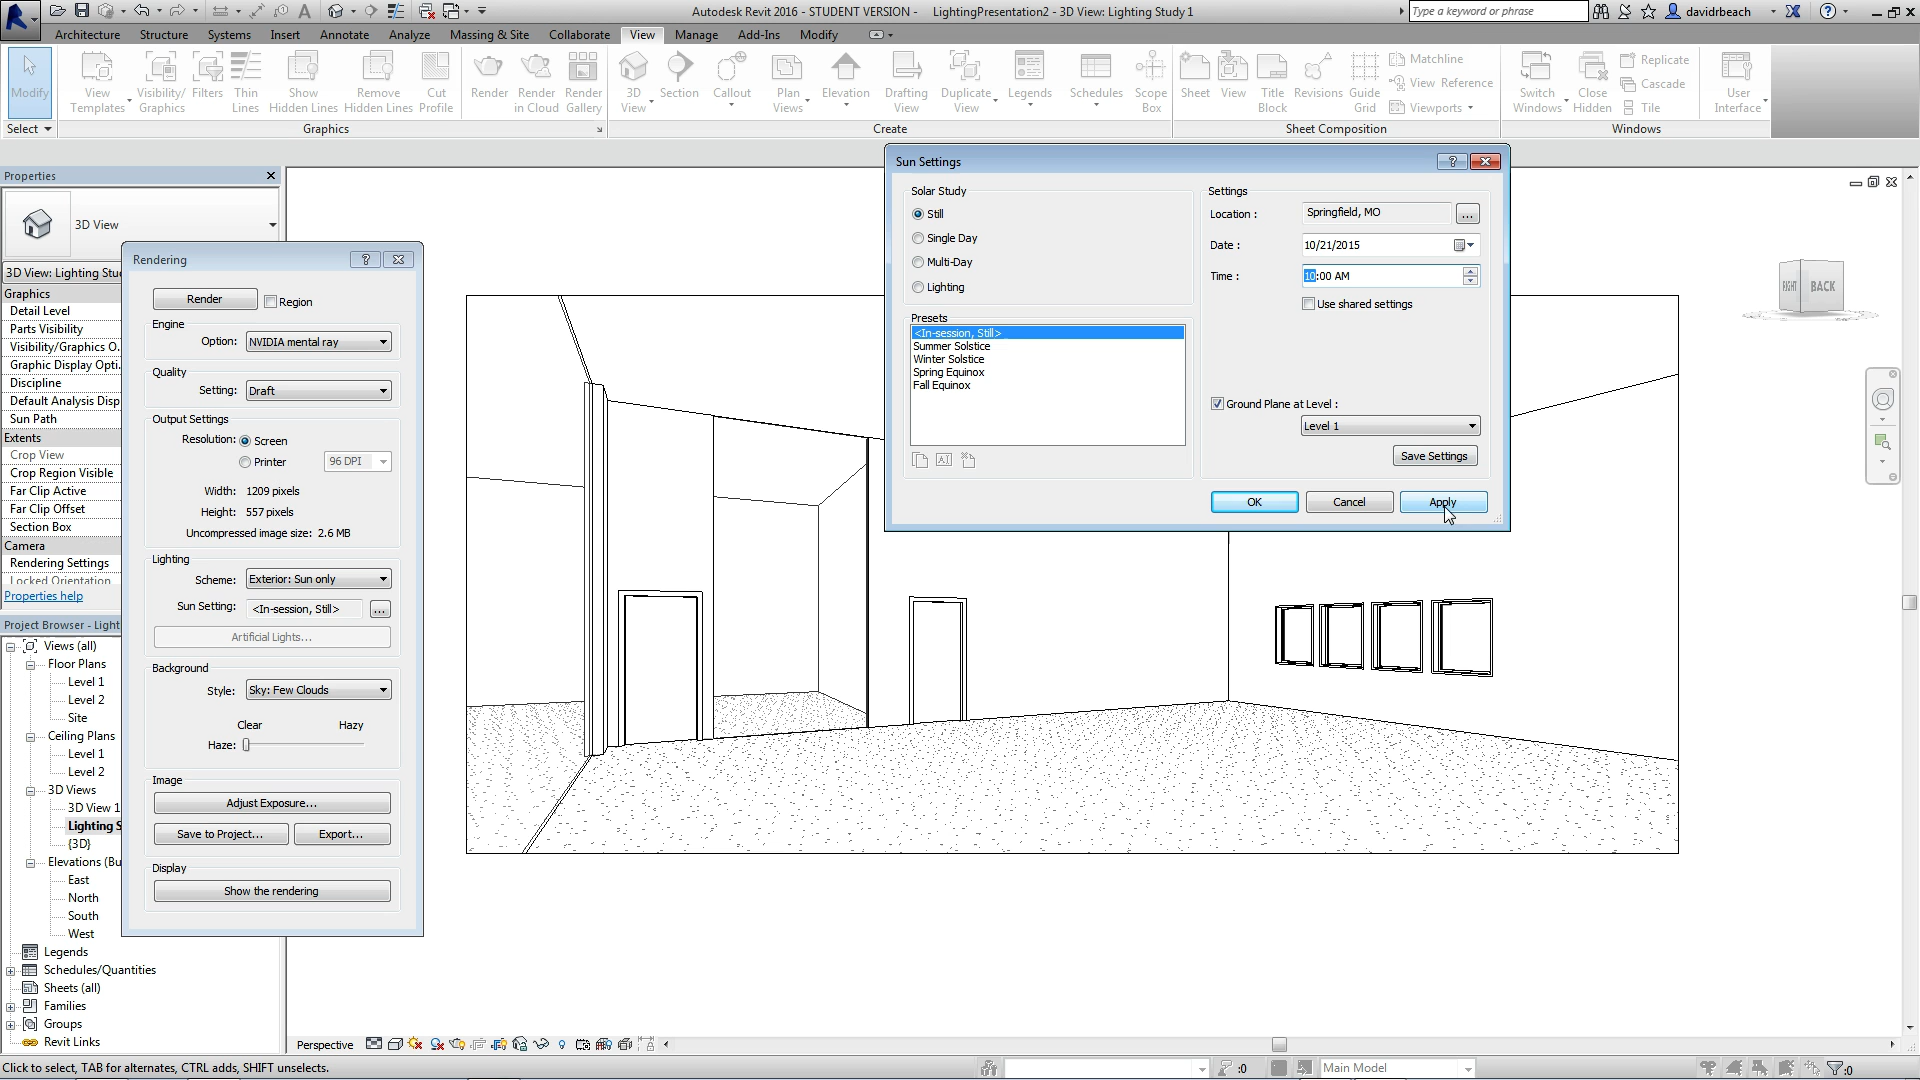 Autodesk Revit 2016 - STUDENT VERSION - LightingPresentation2 - 3D View: Lighting Study 1
Type a keyword or phrase
davidrbeach
Architecture Structure Systems Insert Annotate Analyze Massing & Site Collaborate View Manage Add-Ins Modify
Modify
View Templates
Visibility/ Graphics
Filters
Thin Lines
Show Hidden Lines
Remove Hidden Lines
Cut Profile
Render
Render in Cloud
Render Gallery
3D View
Section
Callout
Plan Views
Elevation
Drafting View
Duplicate View
Legends
Schedules
Scope Box
Sheet
View
Title Block
Revisions
Guide Grid
Matchline
View Reference
Viewports
Switch Windows
Close Hidden
Replicate
Cascade
Tile
User Interface
Select
Graphics
Create
Sheet Composition
Windows
Properties
3D View
3D View: Lighting Stu
Graphics
Detail Level
Parts Visibility
Visibility/Graphics O.
Graphic Display Opti.
Discipline
Default Analysis Disp
Sun Path
Extents
Crop View
Crop Region Visible
Far Clip Active
Far Clip Offset
Section Box
Camera
Rendering Settings
Locked Orientation
Properties help
Project Browser - Light
Views (all)
Floor Plans
Level 1
Level 2
Site
Ceiling Plans
Level 1
Level 2
3D Views
3D View 1
Lighting S
{3D}
Elevations (Bu
East
North
South
West
Legends
Schedules/Quantities
Sheets (all)
Families
Groups
Revit Links
Rendering
Render
Region
Engine
Option: NVIDIA mental ray
Quality
Setting: Draft
Output Settings
Resolution: Screen
Printer 96 DPI
Width: 1209 pixels
Height: 557 pixels
Uncompressed image size: 2.6 MB
Lighting
Scheme: Exterior: Sun only
Sun Setting: <In-session, Still> ...
Artificial Lights...
Background
Style: Sky: Few Clouds
Clear Hazy
Haze:
Image
Adjust Exposure...
Save to Project... Export...
Display
Show the rendering
Sun Settings
Solar Study
Still
Single Day
Multi-Day
Lighting
Presets
<In-session, Still>
Summer Solstice
Winter Solstice
Spring Equinox
Fall Equinox
Settings
Location : Springfield, MO ...
Date : 10/21/2015
Time : 10:00 AM
Use shared settings
Ground Plane at Level :
Level 1
Save Settings
OK Cancel Apply
RIGHT BACK
Perspective
Click to select, TAB for alternates, CTRL adds, SHIFT unselects.
:0
Main Model
:0